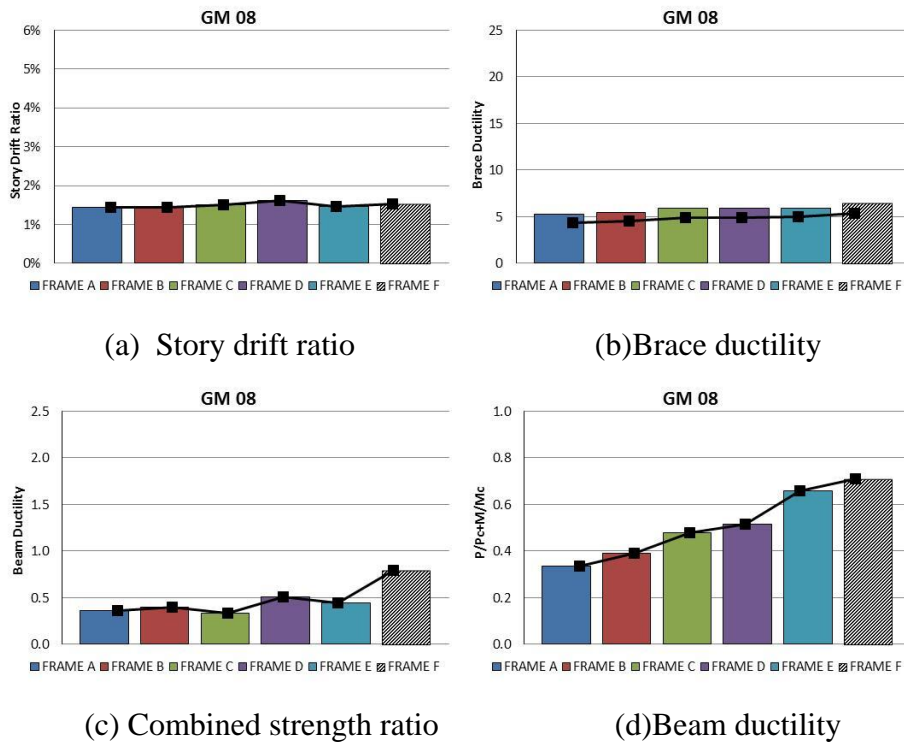 GM 08
6%
5%
4%
3%
2%
1%
0%
Story Drift Ratio
FRAME A FRAME B FRAME C FRAME D FRAME E FRAME F
(a) Story drift ratio
GM 08
25
20
15
10
5
0
Brace Ductility
FRAME A FRAME B FRAME C FRAME D FRAME E FRAME F
(b)Brace ductility
GM 08
2.5
2.0
1.5
1.0
0.5
0.0
Beam Ductility
FRAME A FRAME B FRAME C FRAME D FRAME E FRAME F
(c) Combined strength ratio
GM 08
1.0
0.8
0.6
0.4
0.2
0.0
P/Pc+M/Mc
FRAME A FRAME B FRAME C FRAME D FRAME E FRAME F
(d)Beam ductility